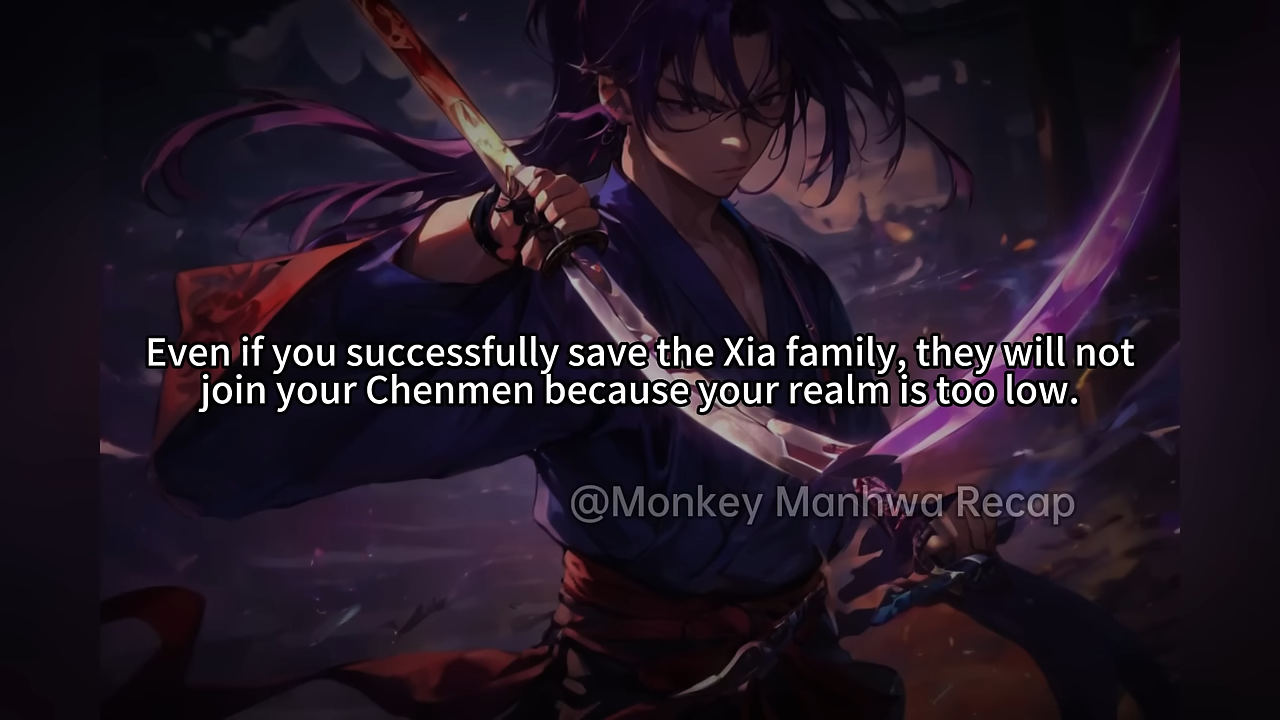 Even if you successfully save the Xia family, they will not
join your Chenmen because your realm is too low.
@Monkey Manhwa Recap